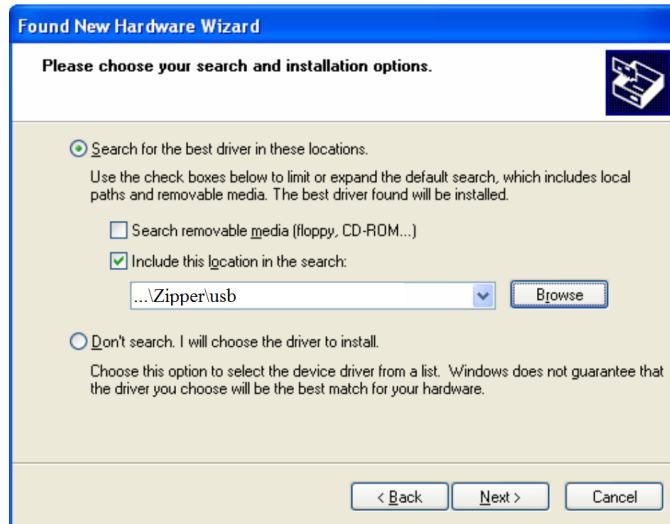 Found New Hardware Wizard
Please choose your search and installation options.
Search for the best driver in these locations.
Use the check boxes below to limit or expand the default search, which includes local
paths and removable media. The best driver found will be installed.
Search removable media (floppy, CD-ROM...)
Include this location in the search:
...\Zipper\usb
Browse
Don't search. I will choose the driver to install.
Choose this option to select the device driver from a list. Windows does not guarantee that
the driver you choose will be the best match for your hardware.
< Back
Next >
Cancel